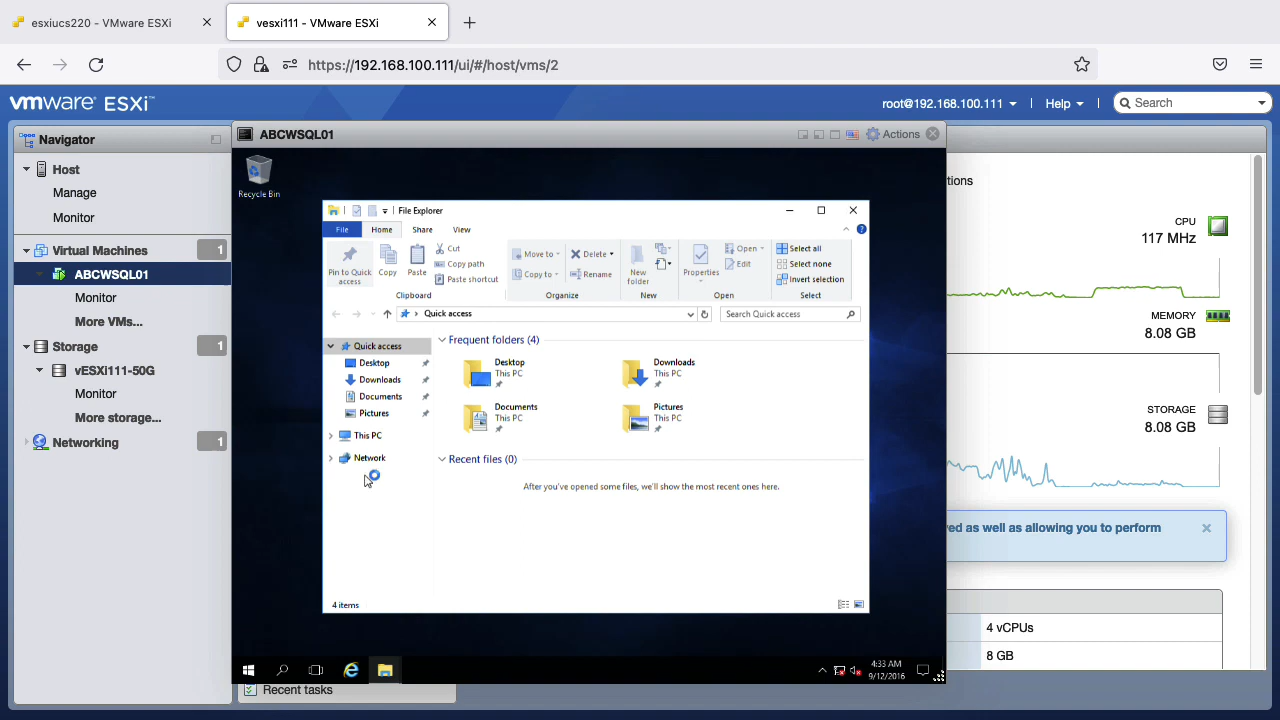 esxiucs220 - VMware ESXi
vesxi111 - VMware ESXi
https://192.168.100.111/ui/#/host/vms/2
vmware ESXi™
root@192.168.100.111
Help
Search
Navigator
Host
Manage
Monitor
Virtual Machines
1
ABCWSQL01
Monitor
More VMs...
Storage
1
vESXi111-50G
Monitor
More storage...
Networking
1
ABCWSQL01
Actions
Recycle Bin
File Explorer
File
Home
Share
View
Pin to Quick access
Copy
Paste
Cut
Copy path
Paste shortcut
Clipboard
Move to
Copy to
Delete
Rename
Organize
New folder
New
Properties
Open
Edit
Open
Select all
Select none
Invert selection
Select
Quick access
Search Quick access
Quick access
Desktop
Downloads
Documents
Pictures
This PC
Network
Frequent folders (4)
Desktop
This PC
Downloads
This PC
Documents
This PC
Pictures
This PC
Recent files (0)
After you've opened some files, we'll show the most recent ones here.
4 items
4:33 AM
9/12/2016
Recent tasks
tions
CPU
117 MHz
MEMORY
8.08 GB
STORAGE
8.08 GB
ed as well as allowing you to perform
4 vCPUs
8 GB